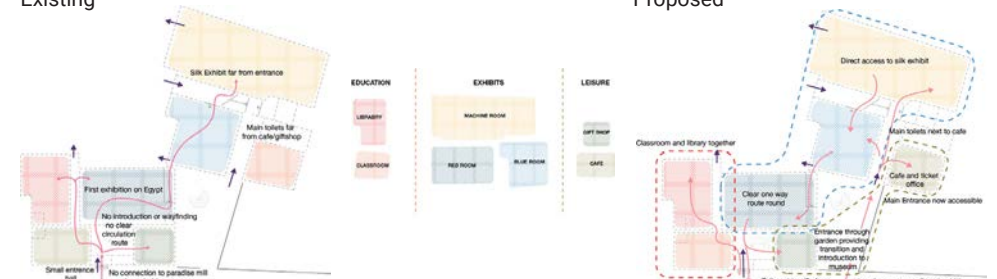 Existing
Silk Exhibit far from entrance
Main toilets far
from cafe/giftshop
First exhibition on Egypt
No introduction or wayfinding
no clear
circulation
route
Small entrence
hall
No connection to paradise mill
EDUCATION
LIBRABRY
CLASSROOM
EXHIBITS
MACHINE ROOM
RED ROOM
BLUE ROOM
LEISURE
GIFT SHOP
CAFE
Proposed
Direct access to silk exhibit
Main toilets next to cafe
Classroom and library together
Cafe and ticket
office
Main Entrance now accessible
Clear one way
route round
Entrance through
garden providing
transition and
introduction to
museum